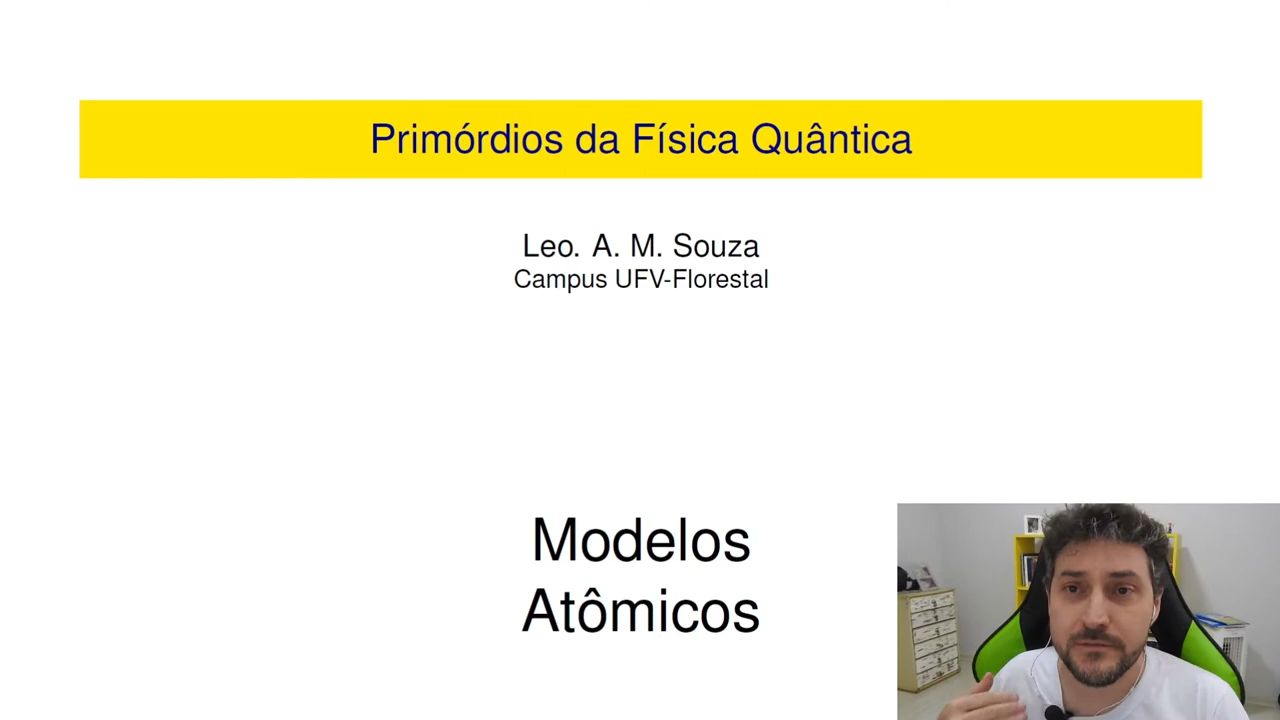 Primórdios da Física Quântica
Leo. A. M. Souza
Campus UFV-Florestal
Modelos
Atômicos